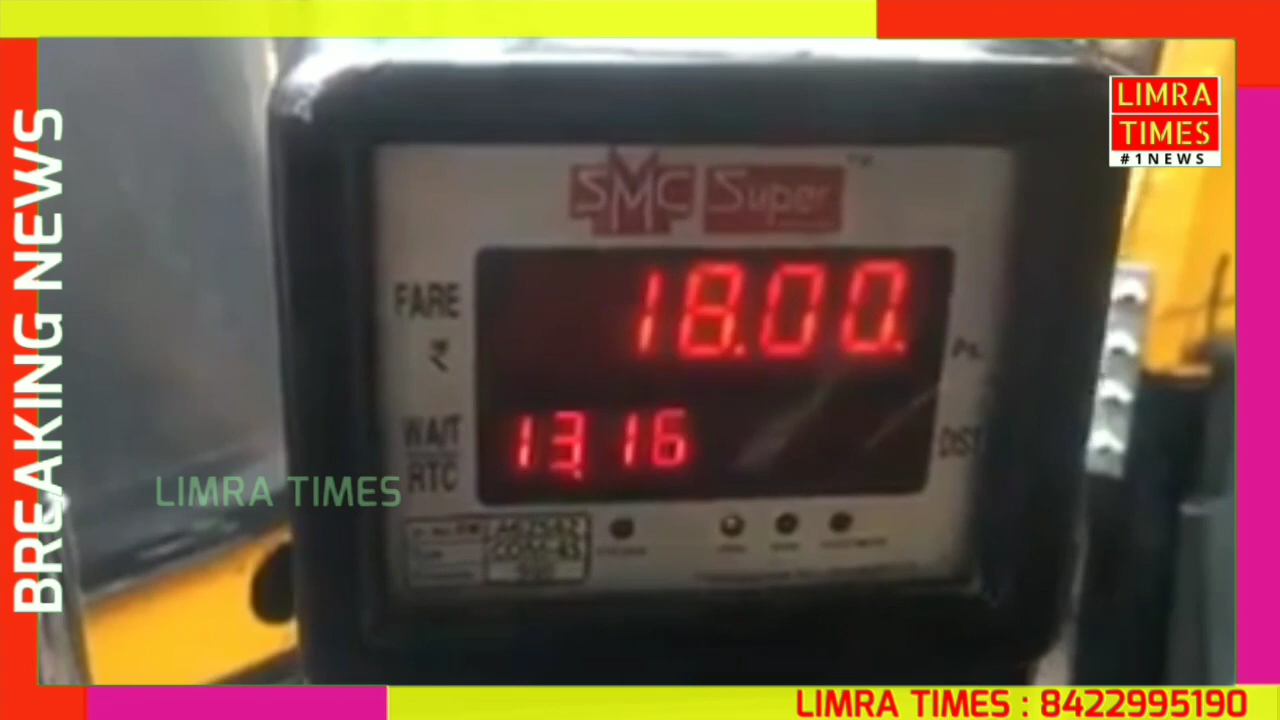 BREAKING NEWS
LIMRA
TIMES
#1NEWS
SMC Super
TM
FARE
₹
18.00.
Ps.
WAIT
RTC
13.16
DIST
LIMRA TIMES
LIMRA TIMES : 8422995190